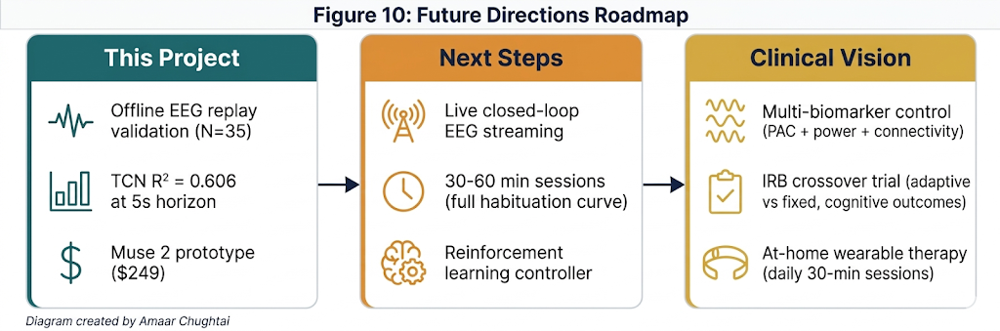 Figure 10: Future Directions Roadmap
This Project
Offline EEG replay
validation (N=35)
TCN R² = 0.606
at 5s horizon
$
Muse 2 prototype
($249)
Next Steps
Live closed-loop
EEG streaming
30-60 min sessions
(full habituation curve)
Reinforcement
learning controller
Clinical Vision
Multi-biomarker control
(PAC + power + connectivity)
IRB crossover trial (adaptive
vs fixed, cognitive outcomes)
At-home wearable therapy
(daily 30-min sessions)
Diagram created by Amaar Chughtai